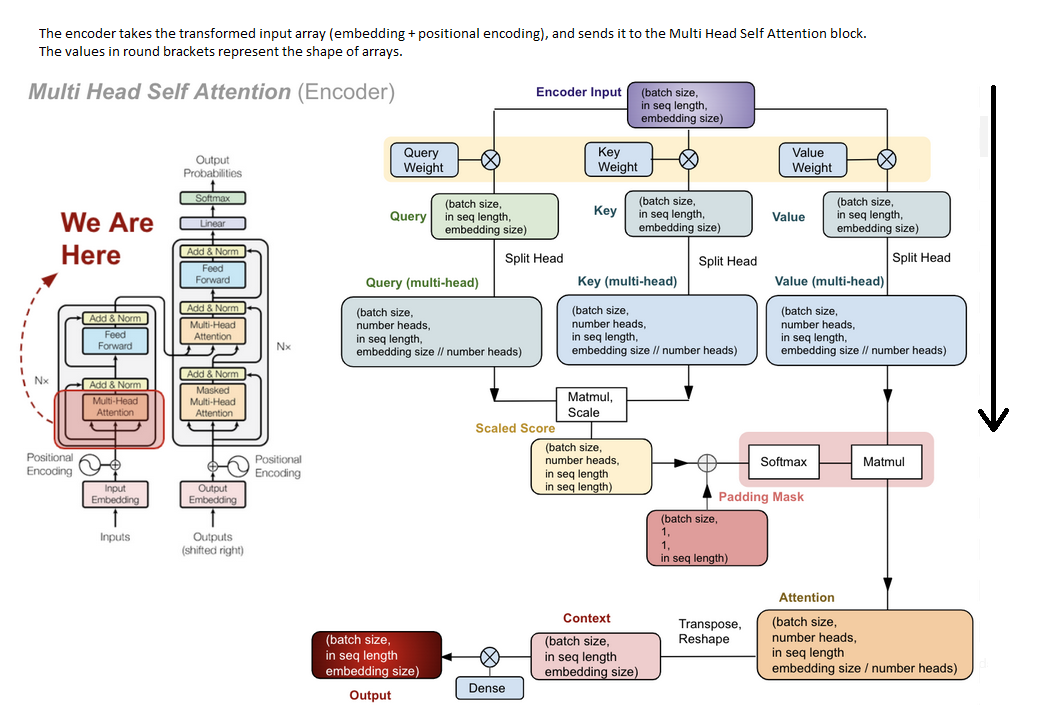 The encoder takes the transformed input array (embedding + positional encoding), and sends it to the Multi Head Self Attention block.
The values in round brackets represent the shape of arrays.
Multi Head Self Attention (Encoder)
We Are
Here
Output
Probabilities
Softmax
Linear
Add & Norm
Feed
Forward
Add & Norm
Multi-Head
Attention
Nx
Add & Norm
Masked
Multi-Head
Attention
Add & Norm
Feed
Forward
Nx
Add & Norm
Multi-Head
Attention
Positional
Encoding
Positional
Encoding
Input
Embedding
Output
Embedding
Inputs
Outputs
(shifted right)
Encoder Input
(batch size,
in seq length,
embedding size)
Query
Weight
Key
Weight
Value
Weight
Query
(batch size,
in seq length,
embedding size)
Key
(batch size,
in seq length,
embedding size)
Value
(batch size,
in seq length,
embedding size)
Split Head
Split Head
Split Head
Query (multi-head)
(batch size,
number heads,
in seq length,
embedding size // number heads)
Key (multi-head)
(batch size,
number heads,
in seq length,
embedding size // number heads)
Value (multi-head)
(batch size,
number heads,
in seq length,
embedding size // number heads)
Matmul,
Scale
Scaled Score
(batch size,
number heads,
in seq length
in seq length)
Softmax
Matmul
Padding Mask
(batch size,
1,
1,
in seq length)
Attention
(batch size,
number heads,
in seq length
embedding size / number heads)
Transpose,
Reshape
Context
(batch size,
in seq length
embedding size)
Dense
(batch size,
in seq length
embedding size)
Output